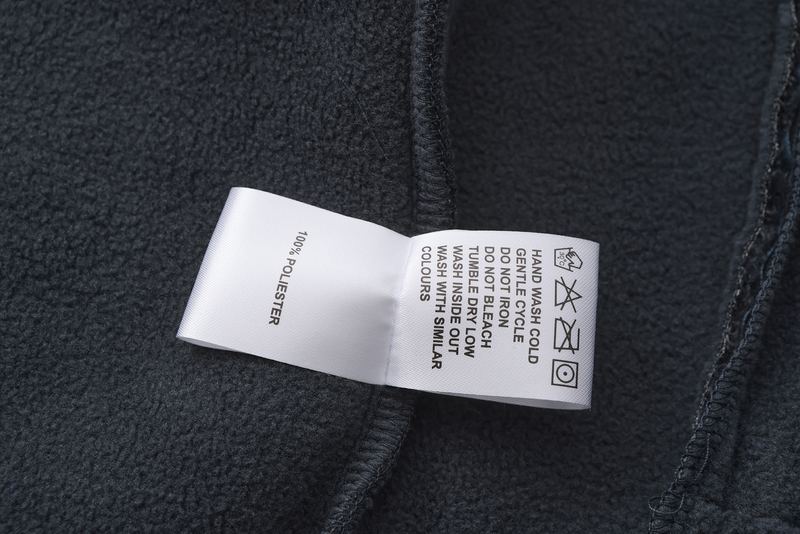 30°C
HAND WASH COLD
GENTLE CYCLE
DO NOT IRON
DO NOT BLEACH
TUMBLE DRY LOW
WASH INSIDE OUT
WASH WITH SIMILAR
COLOURS
100% POLIESTER